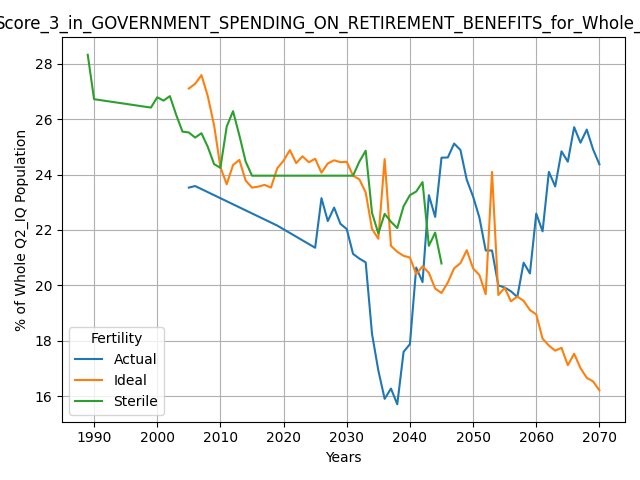 Score_3_in_GOVERNMENT_SPENDING_ON_RETIREMENT_BENEFITS_for_Whole_
28
26
24
22
20
18
16
% of Whole Q2_IQ Population
Fertility
Actual
Ideal
Sterile
1990 2000 2010 2020 2030 2040 2050 2060 2070
Years